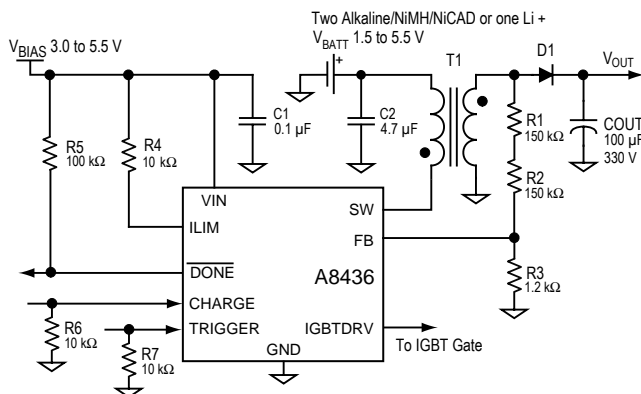 Two Alkaline/NiMH/NiCAD or one Li +
VBIAS 3.0 to 5.5 V
VBATT 1.5 to 5.5 V
+
T1
D1
VOUT
C1
0.1 µF
C2
4.7 µF
R1
150 kΩ
COUT
100 µF
330 V
R5
100 kΩ
R4
10 kΩ
R2
150 kΩ
VIN
SW
ILIM
FB
DONE
A8436
R3
1.2 kΩ
CHARGE
TRIGGER
IGBTDRV
R6
10 kΩ
To IGBT Gate
GND
R7
10 kΩ